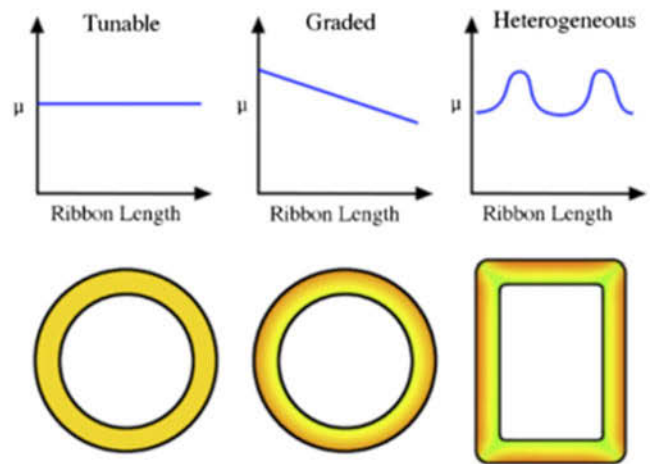 Tunable
Graded
Heterogeneous
μ
μ
μ
Ribbon Length
Ribbon Length
Ribbon Length